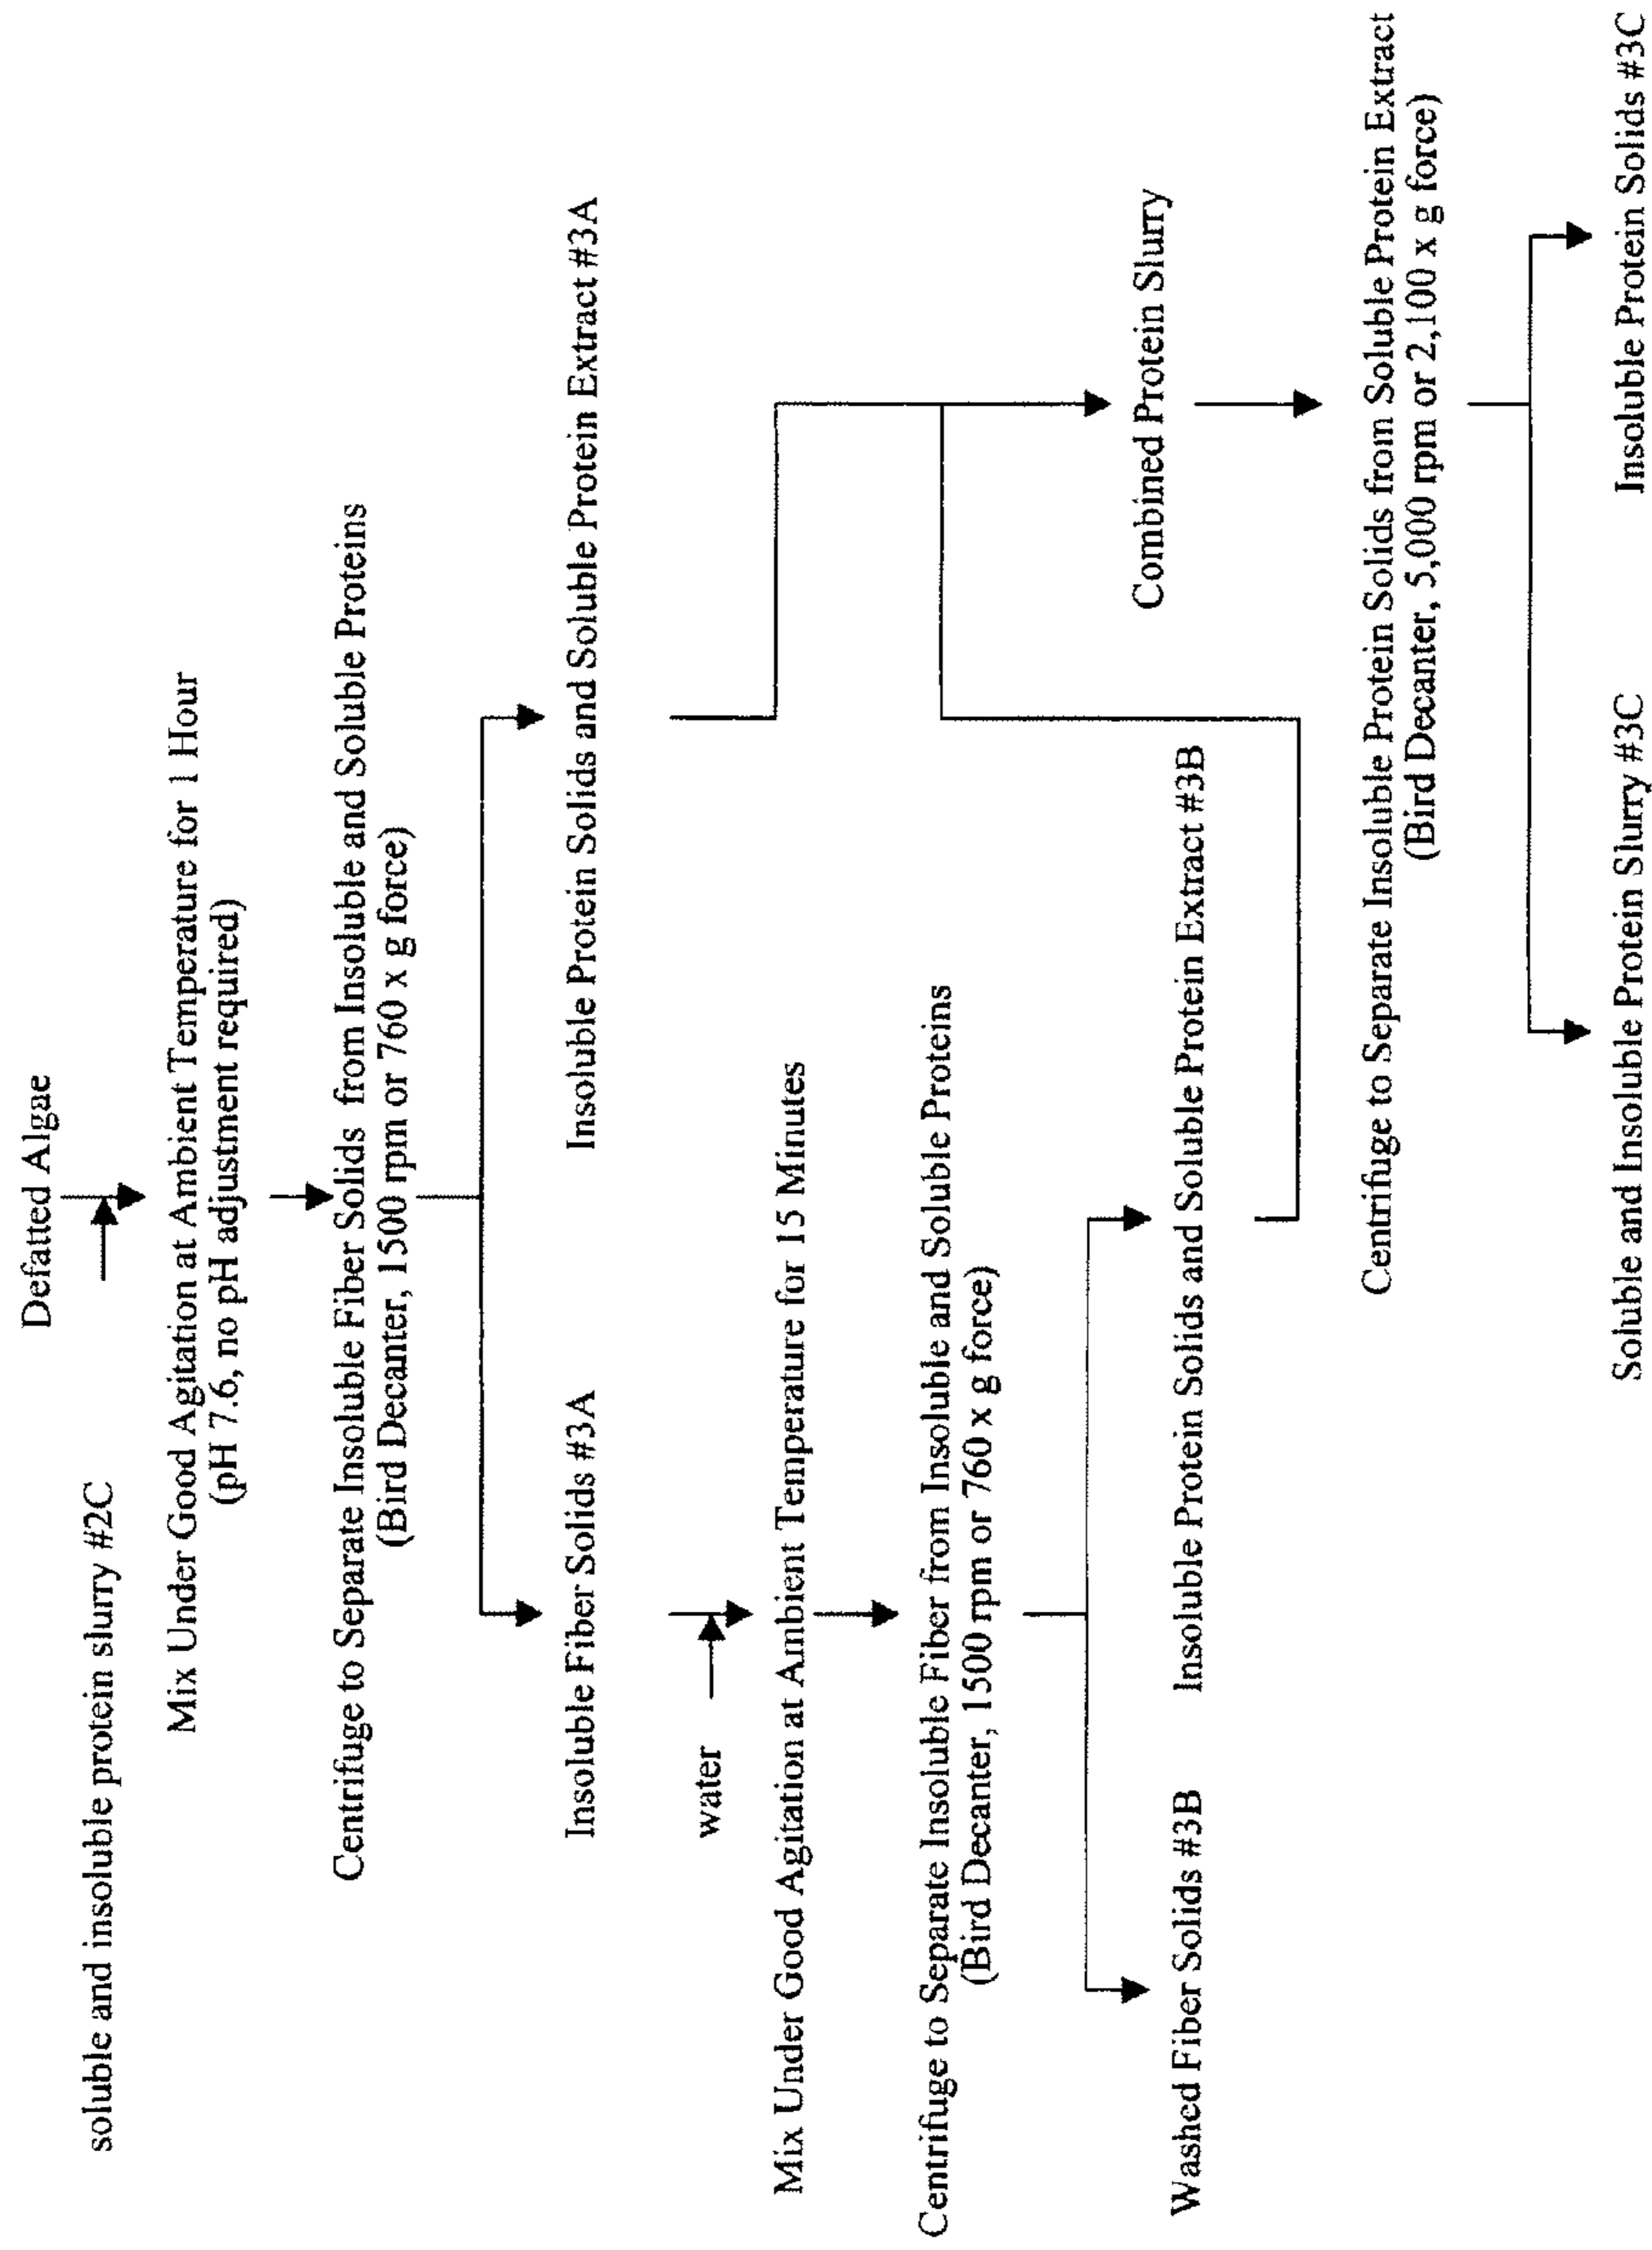 Defatted Algae
soluble and insoluble protein slurry #2C
Mix Under Good Agitation at Ambient Temperature for 1 Hour
(pH 7.6, no pH adjustment required)
Centrifuge to Separate Insoluble Fiber Solids from Insoluble and Soluble Proteins
(Bird Decanter, 1500 rpm or 760 x g force)
Insoluble Fiber Solids #3A
Insoluble Protein Solids and Soluble Protein Extract #3A
water
Mix Under Good Agitation at Ambient Temperature for 15 Minutes
Centrifuge to Separate Insoluble Fiber from Insoluble and Soluble Proteins
(Bird Decanter, 1500 rpm or 760 x g force)
Washed Fiber Solids #3B
Insoluble Protein Solids and Soluble Protein Extract #3B
Combined Protein Slurry
Centrifuge to Separate Insoluble Protein Solids from Soluble Protein Extract
(Bird Decanter, 5,000 rpm or 2,100 x g force)
Soluble and Insoluble Protein Slurry #3C
Insoluble Protein Solids #3C